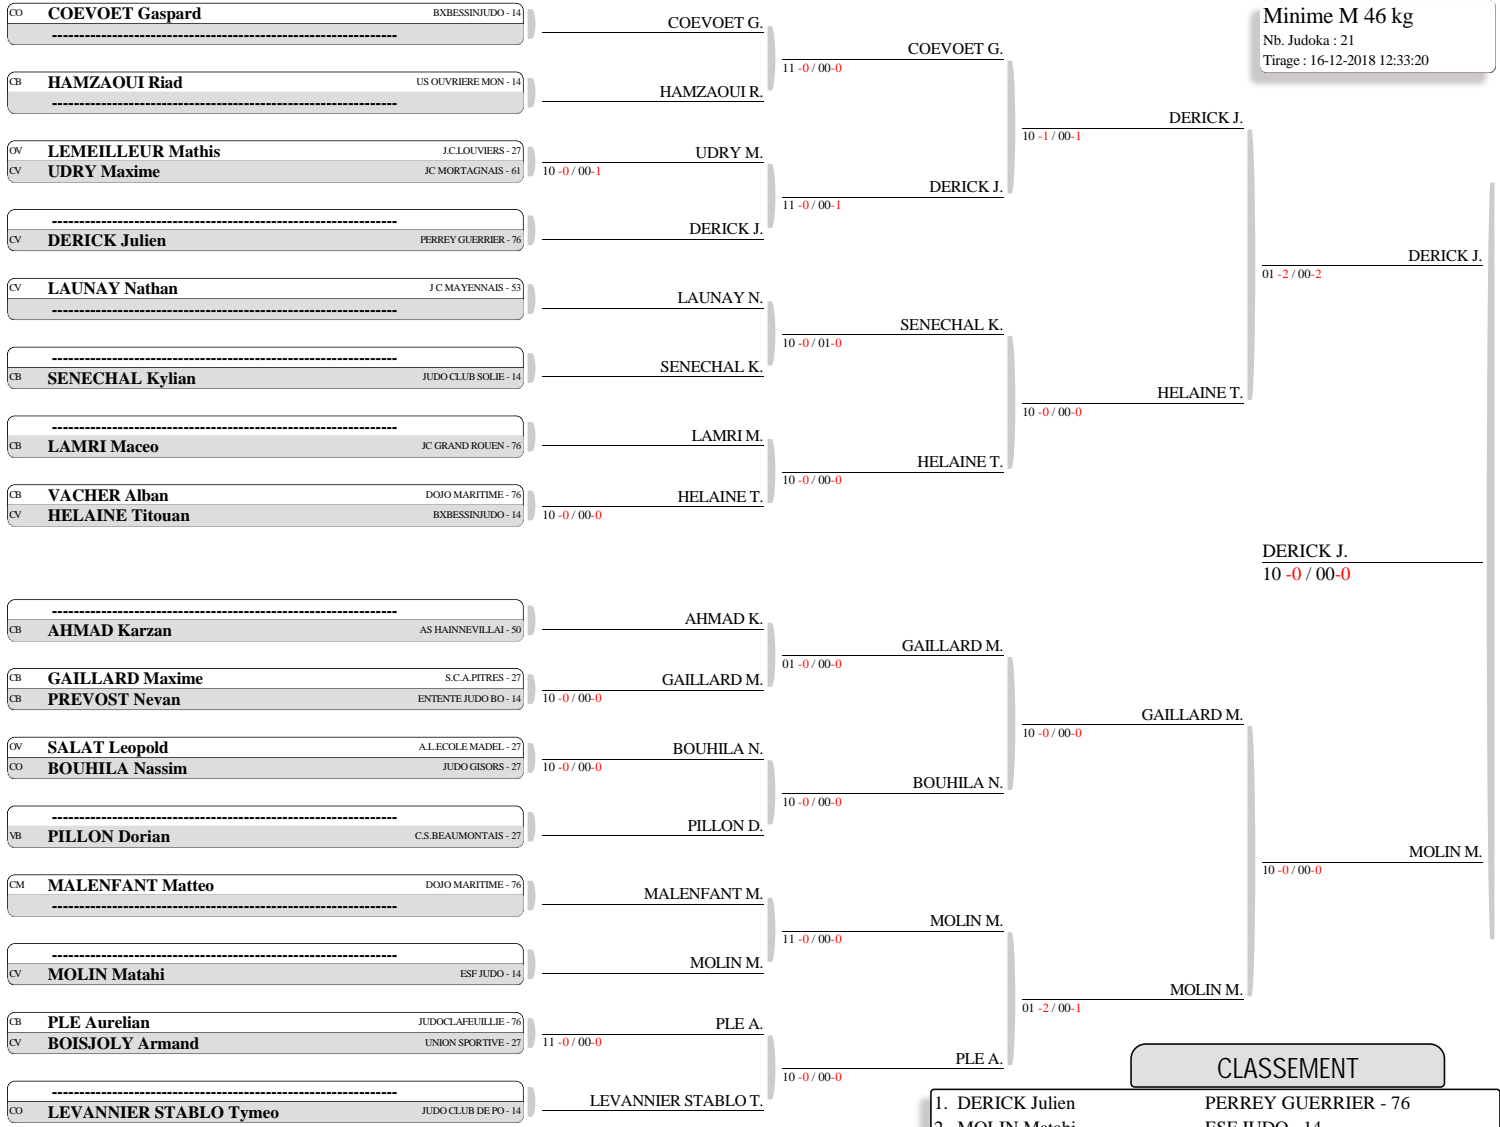 Minime M 46 kg
Nb. Judoka : 21
Tirage : 16-12-2018 12:33:20
CO COEVOET Gaspard BXBESSINJUDO - 14
--------------------------------------------------------------
CB HAMZAOUI Riad US OUVRIERE MON - 14
--------------------------------------------------------------
OV LEMEILLEUR Mathis J.C.LOUVIERS - 27
CV UDRY Maxime JC MORTAGNAIS - 61
--------------------------------------------------------------
CV DERICK Julien PERREY GUERRIER - 76
CV LAUNAY Nathan J C MAYENNAIS - 53
--------------------------------------------------------------
--------------------------------------------------------------
CB SENECHAL Kylian JUDO CLUB SOLIE - 14
--------------------------------------------------------------
CB LAMRI Maceo JC GRAND ROUEN - 76
CB VACHER Alban DOJO MARITIME - 76
CV HELAINE Titouan BXBESSINJUDO - 14
--------------------------------------------------------------
CB AHMAD Karzan AS HAINNEVILLAI - 50
CB GAILLARD Maxime S.C.A.PITRES - 27
CB PREVOST Nevan ENTENTE JUDO BO - 14
OV SALAT Leopold A.L.ECOLE MADEL - 27
CO BOUHILA Nassim JUDO GISORS - 27
--------------------------------------------------------------
VB PILLON Dorian C.S.BEAUMONTAIS - 27
CM MALENFANT Matteo DOJO MARITIME - 76
--------------------------------------------------------------
--------------------------------------------------------------
CV MOLIN Matahi ESF JUDO - 14
CB PLE Aurelian JUDOCLAFEUILLIE - 76
CV BOISJOLY Armand UNION SPORTIVE - 27
--------------------------------------------------------------
CO LEVANNIER STABLO Tymeo JUDO CLUB DE PO - 14
COEVOET G.
HAMZAOUI R.
UDRY M.
10 -0 / 00-1
DERICK J.
LAUNAY N.
SENECHAL K.
LAMRI M.
HELAINE T.
10 -0 / 00-0
AHMAD K.
GAILLARD M.
10 -0 / 00-0
BOUHILA N.
10 -0 / 00-0
PILLON D.
MALENFANT M.
MOLIN M.
PLE A.
11 -0 / 00-0
LEVANNIER STABLO T.
COEVOET G.
11 -0 / 00-0
DERICK J.
11 -0 / 00-1
SENECHAL K.
10 -0 / 01-0
HELAINE T.
10 -0 / 00-0
GAILLARD M.
01 -0 / 00-0
BOUHILA N.
10 -0 / 00-0
MOLIN M.
11 -0 / 00-0
PLE A.
10 -0 / 00-0
DERICK J.
10 -1 / 00-1
HELAINE T.
10 -0 / 00-0
GAILLARD M.
10 -0 / 00-0
MOLIN M.
01 -2 / 00-1
DERICK J.
01 -2 / 00-2
MOLIN M.
10 -0 / 00-0
DERICK J.
10 -0 / 00-0
CLASSEMENT
1. DERICK Julien PERREY GUERRIER - 76
2. MOLIN Matahi ESF JUDO - 14